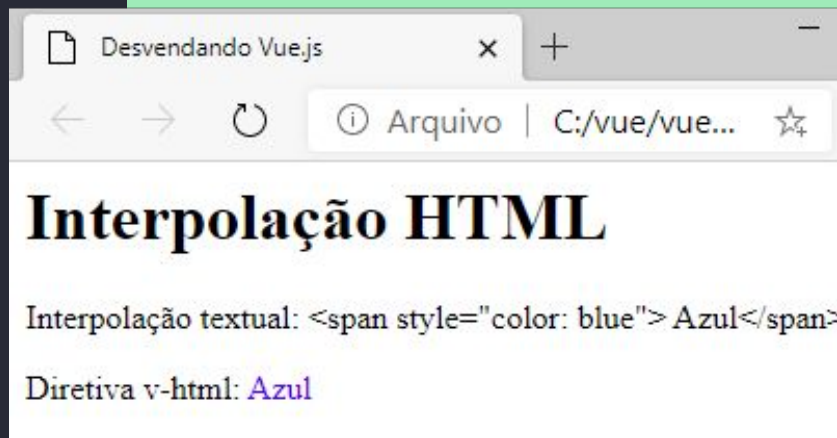 Desvendando Vue.js
Arquivo | C:/vue/vue...
Interpolação HTML
Interpolação textual: <span style="color: blue"> Azul</span>
Diretiva v-html: Azul